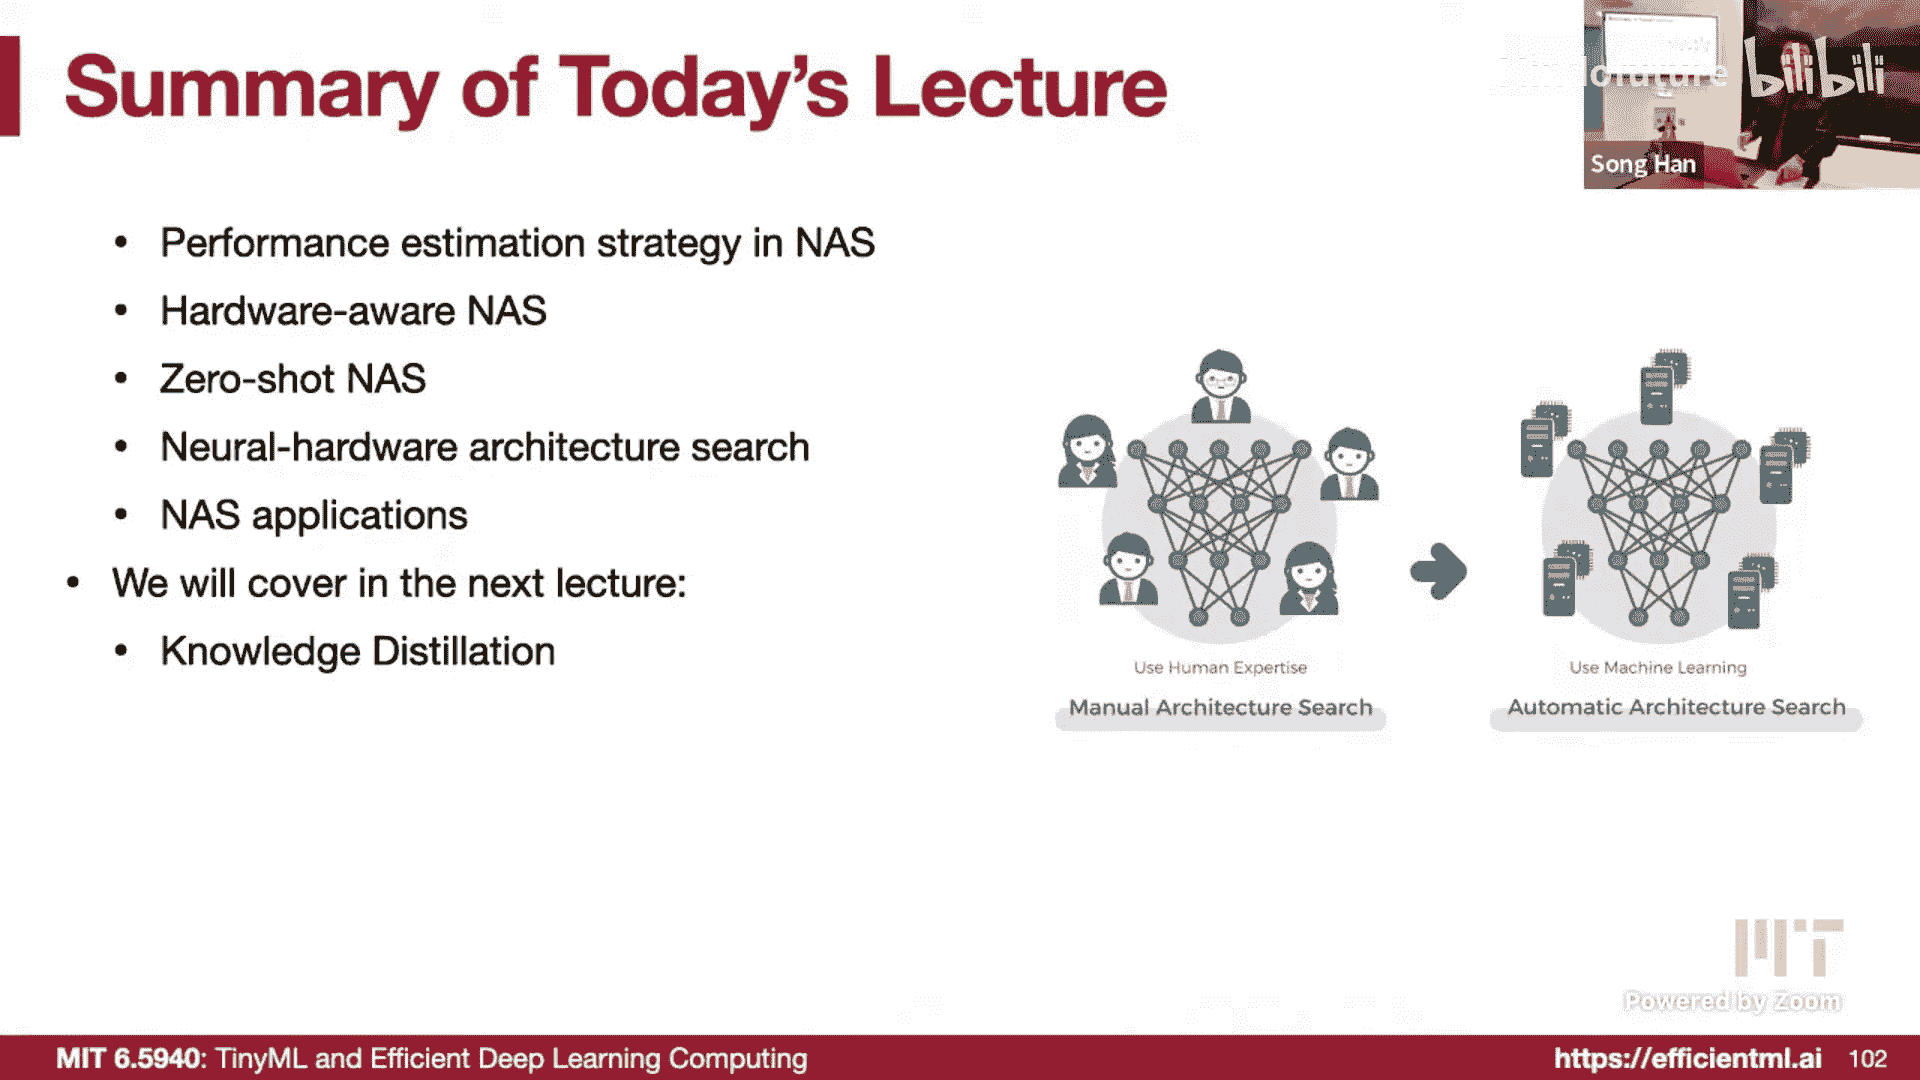 Summary of Today's Lecture
bilibili
Song Han
• Performance estimation strategy in NAS
• Hardware-aware NAS
• Zero-shot NAS
• Neural-hardware architecture search
• NAS applications
• We will cover in the next lecture:
• Knowledge Distillation
Use Human Expertise
Manual Architecture Search
Use Machine Learning
Automatic Architecture Search
MIT
Powered by Zoom
MIT 6.5940: TinyML and Efficient Deep Learning Computing
https://efficientml.ai
102